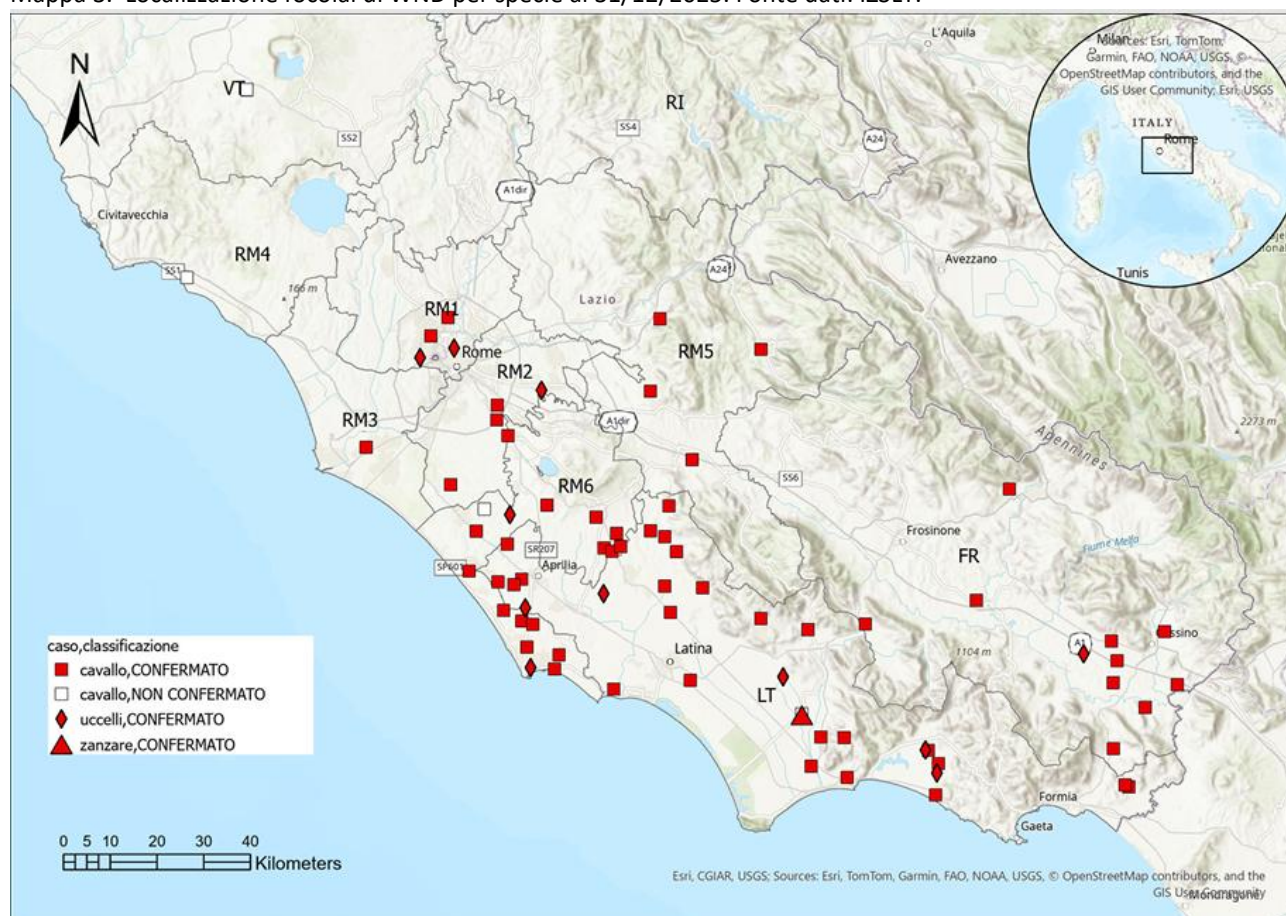 Mappa 3. Localizzazione focolai di WND per specie al 31/12/2025. Fonte dati: IZSLT.
L'Aquila
Milan
Sources: Esri, TomTom,
Garmin, FAO, NOAA, USGS, ©
OpenStreetMap contributors, and the
GIS User Community; Esri, USGS
N
VT
RI
SS4
SS2
A24
ITALY
Rome
A1dir
Civitavecchia
RM4
SS1
166 m
A24
Avezzano
Tunis
Lazio
RM1
Rome
RM5
RM2
RM3
A1dir
2273 m
Apennines
SS6
RM6
Frosinone
FR
Fiume Melfa
SR207
SP601
Aprilia
Latina
A1
Cassino
1104 m
LT
caso,classificazione
cavallo,CONFERMATO
cavallo,NON CONFERMATO
uccelli,CONFERMATO
zanzare,CONFERMATO
Formia
Gaeta
0 5 10 20 30 40
Kilometers
Esri, CGIAR, USGS; Sources: Esri, TomTom, Garmin, FAO, NOAA, USGS, © OpenStreetMap contributors, and the
GIS User Community
Mondragone